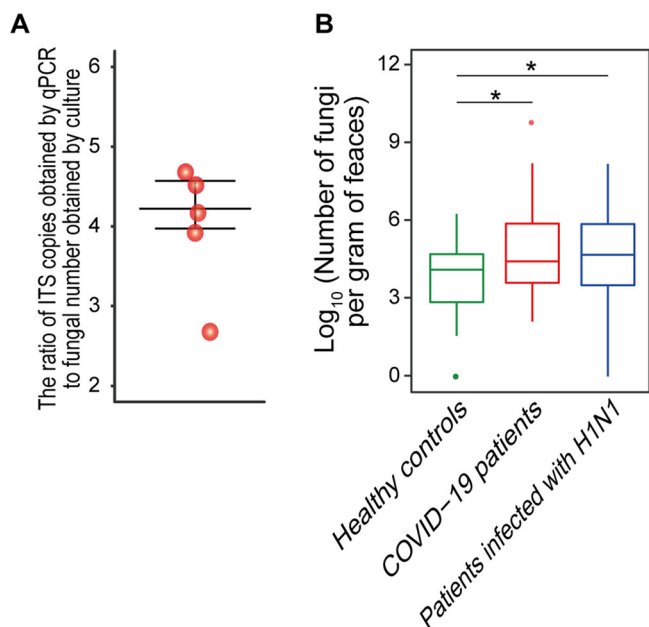 A
The ratio of ITS copies obtained by qPCR
to fungal number obtained by culture
6
5
4
3
2
B
Log10 (Number of fungi
per gram of feaces)
12
9
6
3
0
*
*
Healthy controls
COVID−19 patients
Patients infected with H1N1